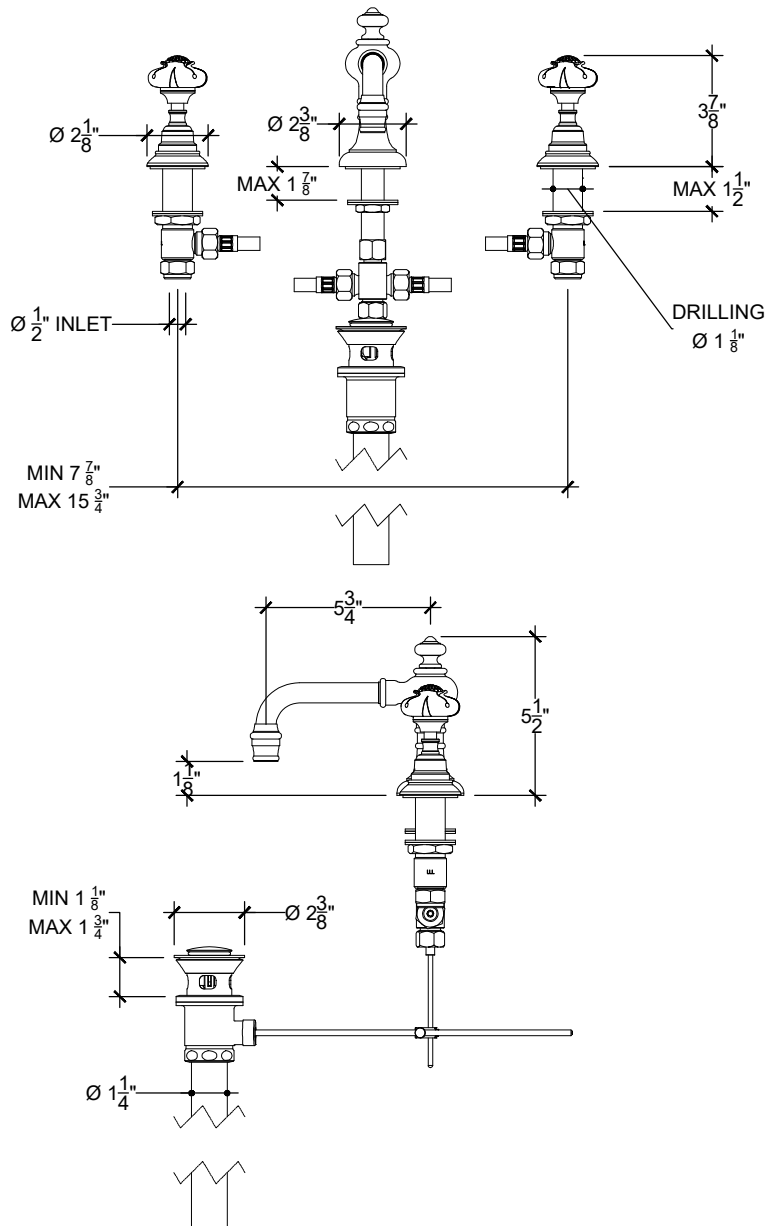 3 7/8"
Ø 2 1/8"
Ø 2 3/8"
MAX 1 7/8"
MAX 1 1/2"
DRILLING
Ø 1 1/8"
Ø 1/2" INLET
MIN 7 7/8"
MAX 15 3/4"
5 3/4"
5 1/2"
1 1/8"
MIN 1 1/8"
MAX 1 3/4"
Ø 2 3/8"
Ø 1 1/4"